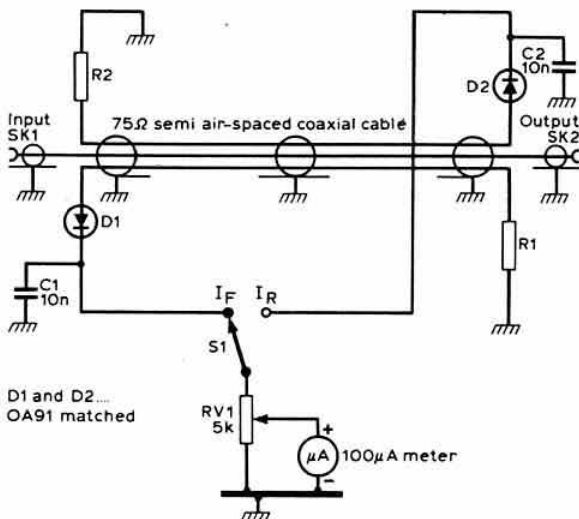 C2
10n
R2
D2
Input
SK1
75Ω semi air-spaced coaxial cable
Output
SK2
D1
R1
C1
10n
IF
IR
S1
D1 and D2....
OA91 matched
RV1
5k
+
μA
100μA meter
-